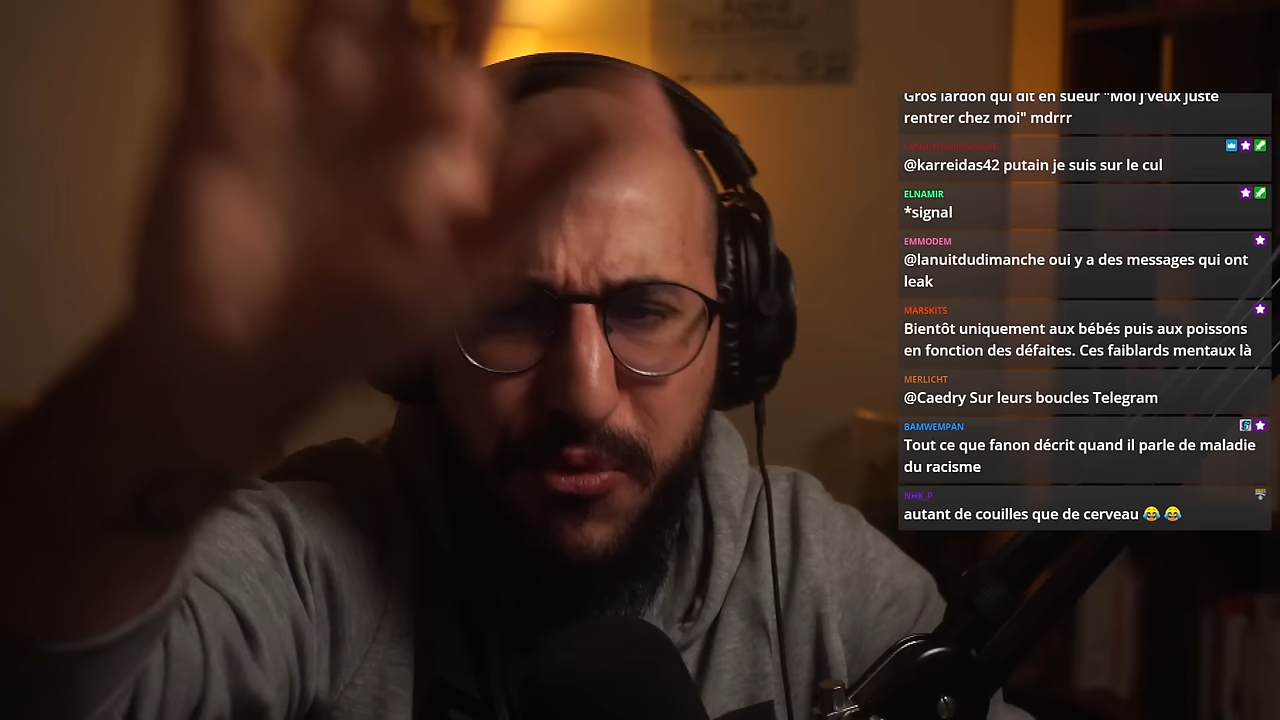 Gros lardon qui dit en sueur "Moi j'veux juste
rentrer chez moi" mdrrr
@karreidas42 putain je suis sur le cul
ELNAMIR
*signal
EMMODEM
@lanuitdudimanche oui y a des messages qui ont
leak
MARSKITS
Bientôt uniquement aux bébés puis aux poissons
en fonction des défaites. Ces faiblards mentaux là
MERLICHT
@Caedry Sur leurs boucles Telegram
BAMWEMPAN
Tout ce que fanon décrit quand il parle de maladie
du racisme
NHK_P
autant de couilles que de cerveau 😂 😂